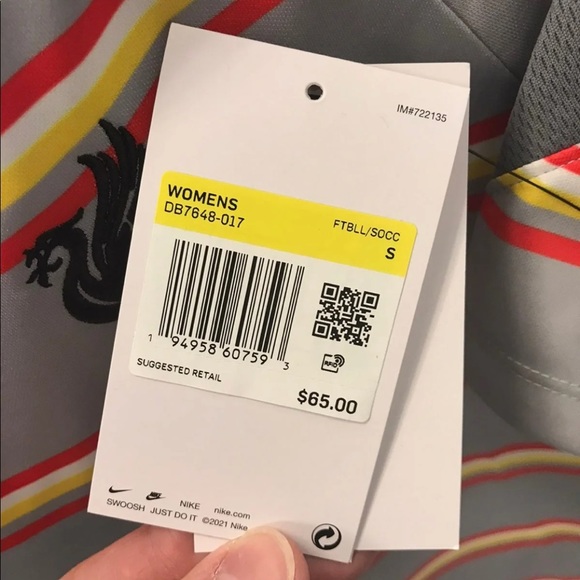 IM#722135
WOMENS
DB7648-017
FTBLL/SOCC
S
1 94958 60759 3
RFID
SUGGESTED RETAIL
$65.00
NIKE nike.com
SWOOSH JUST DO IT ©2021 Nike